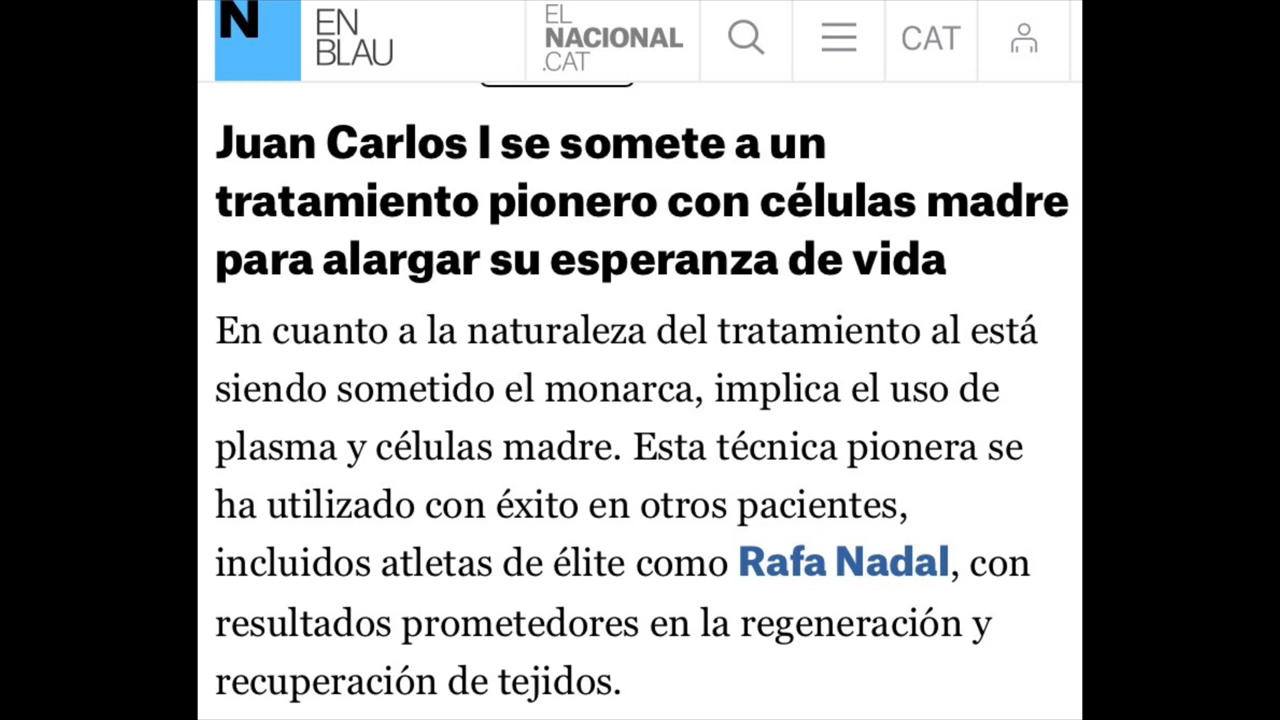 N
EN
BLAU
EL
NACIONAL
.CAT
CAT
Juan Carlos I se somete a un
tratamiento pionero con células madre
para alargar su esperanza de vida
En cuanto a la naturaleza del tratamiento al está
siendo sometido el monarca, implica el uso de
plasma y células madre. Esta técnica pionera se
ha utilizado con éxito en otros pacientes,
incluidos atletas de élite como Rafa Nadal, con
resultados prometedores en la regeneración y
recuperación de tejidos.